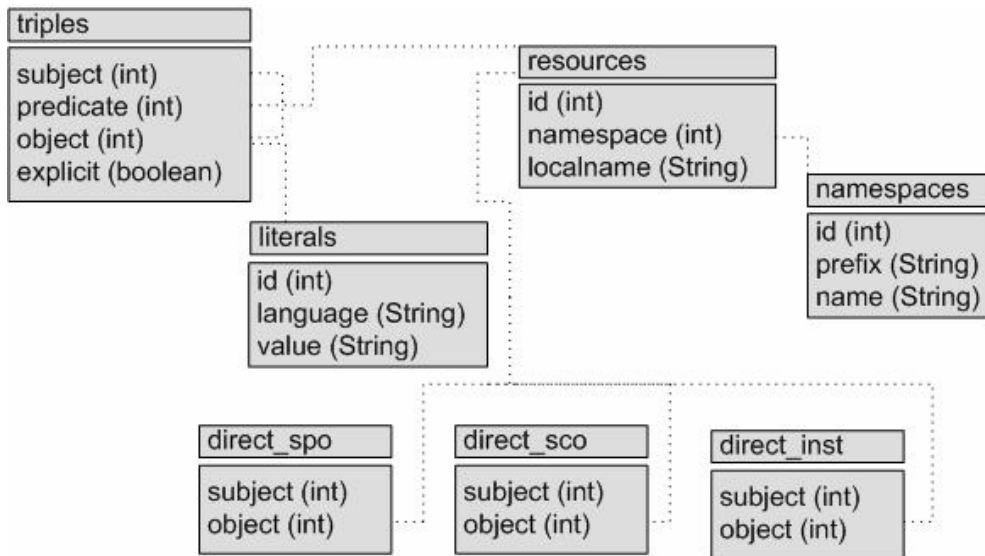 triples
subject (int)
predicate (int)
object (int)
explicit (boolean)
resources
id (int)
namespace (int)
localname (String)
namespaces
id (int)
prefix (String)
name (String)
literals
id (int)
language (String)
value (String)
direct_spo
subject (int)
object (int)
direct_sco
subject (int)
object (int)
direct_inst
subject (int)
object (int)